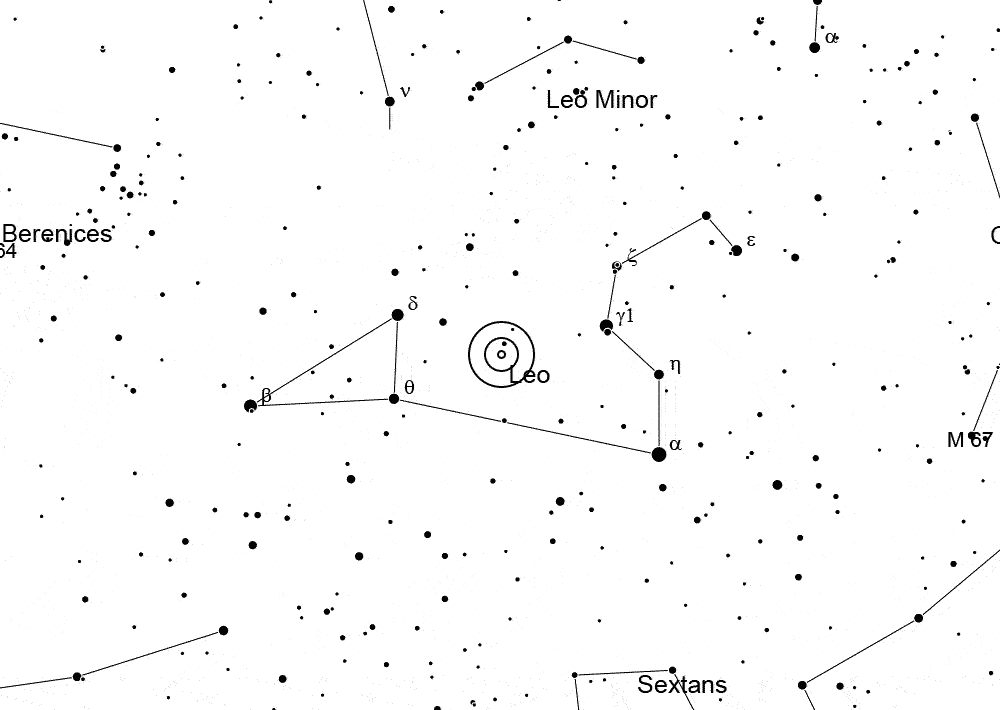 α
ν
Leo Minor
Berenices
ε
64
ζ
δ
γ1
η
Leo
θ
β
α
M 67
Sextans